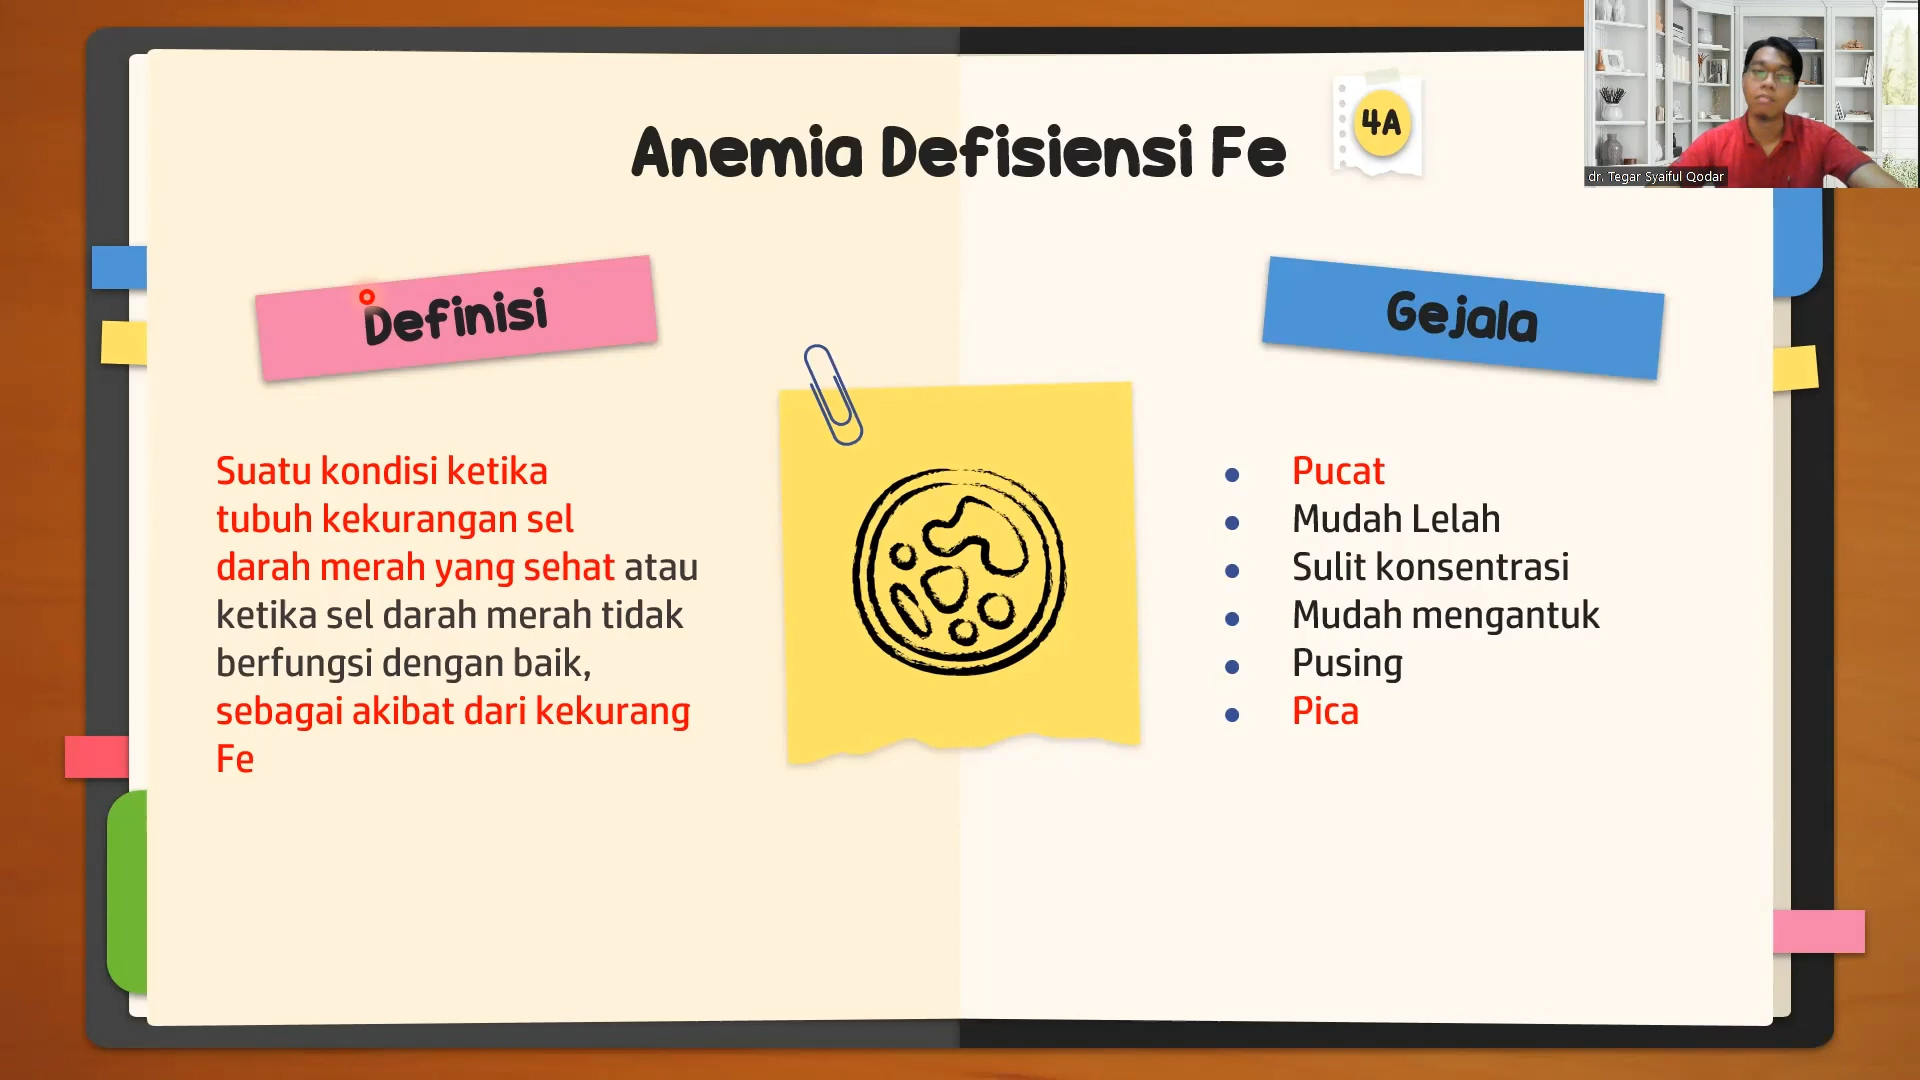 Anemia Defisiensi Fe
4A
dr. Tegar Syaiful Qodar
Definisi
Suatu kondisi ketika
tubuh kekurangan sel
darah merah yang sehat atau
ketika sel darah merah tidak
berfungsi dengan baik,
sebagai akibat dari kekurang
Fe
Gejala
Pucat
Mudah Lelah
Sulit konsentrasi
Mudah mengantuk
Pusing
Pica